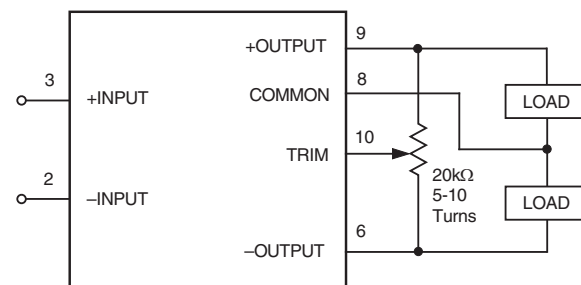 9
+OUTPUT
8
3
LOAD
+INPUT
COMMON
10
TRIM
20kΩ
5-10
Turns
2
–INPUT
LOAD
6
–OUTPUT